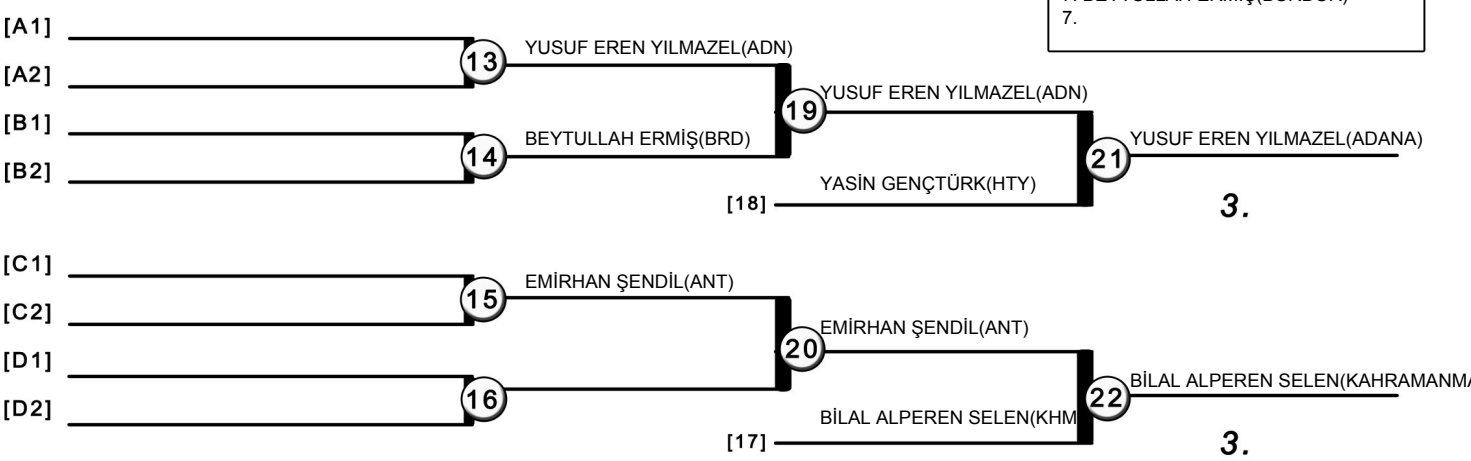 7.
[A1]
13
YUSUF EREN YILMAZEL(ADN)
[A2]
19
YUSUF EREN YILMAZEL(ADN)
[B1]
14
BEYTULLAH ERMİŞ(BRD)
[B2]
21
YUSUF EREN YILMAZEL(ADANA)
[18]
YASİN GENÇTÜRK(HTY)
3.
[C1]
15
EMİRHAN ŞENDİL(ANT)
[C2]
20
EMİRHAN ŞENDİL(ANT)
[D1]
16
[D2]
22
BİLAL ALPEREN SELEN(KAHRAMANMA
[17]
BİLAL ALPEREN SELEN(KHM
3.